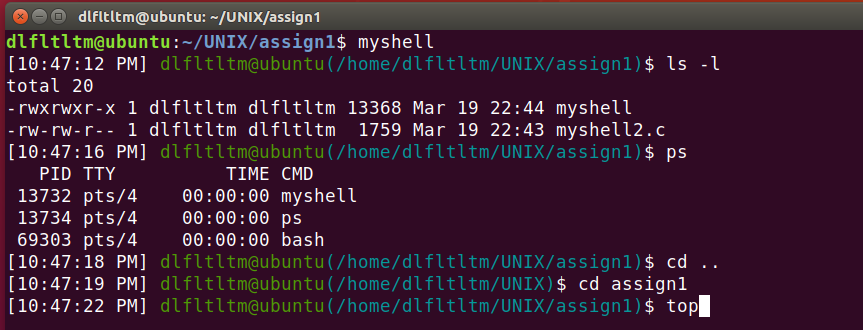 dlfltltm@ubuntu: ~/UNIX/assign1
dlfltltm@ubuntu:~/UNIX/assign1$ myshell
[10:47:12 PM] dlfltltm@ubuntu(/home/dlfltltm/UNIX/assign1)$ ls -l
total 20
-rwxrwxr-x 1 dlfltltm dlfltltm 13368 Mar 19 22:44 myshell
-rw-rw-r-- 1 dlfltltm dlfltltm  1759 Mar 19 22:43 myshell2.c
[10:47:16 PM] dlfltltm@ubuntu(/home/dlfltltm/UNIX/assign1)$ ps
   PID TTY          TIME CMD
 13732 pts/4    00:00:00 myshell
 13734 pts/4    00:00:00 ps
 69303 pts/4    00:00:00 bash
[10:47:18 PM] dlfltltm@ubuntu(/home/dlfltltm/UNIX/assign1)$ cd ..
[10:47:19 PM] dlfltltm@ubuntu(/home/dlfltltm/UNIX)$ cd assign1
[10:47:22 PM] dlfltltm@ubuntu(/home/dlfltltm/UNIX/assign1)$ top